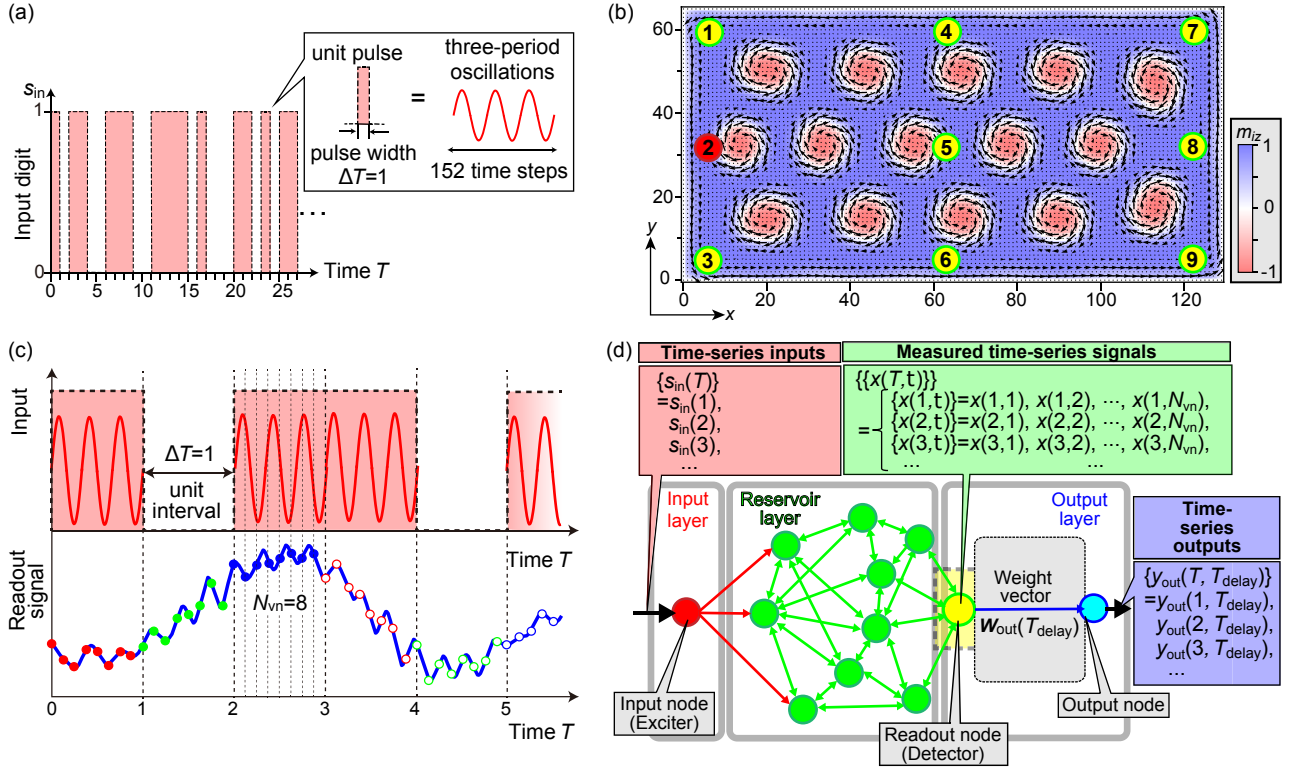 (a)
unit pulse
three-period
oscillations
=
pulse width
ΔT=1
152 time steps
s_in
1
Input digit
0
...
Time T
0 5 10 15 20 25
(b)
60
40
20
0
y
x
0 20 40 60 80 100 120
1 4 7
2 5 8
3 6 9
m_iz
1
0
-1
(c)
Input
ΔT=1
unit
interval
Time T
Readout
signal
N_vn=8
0 1 2 3 4 5
Time T
(d)
Time-series inputs
{s_in(T)}
=s_in(1),
s_in(2),
s_in(3),
...
Measured time-series signals
{{x(T,t)}}
= {x(1,t)}=x(1,1), x(1,2), ···, x(1,N_vn),
{x(2,t)}=x(2,1), x(2,2), ···, x(2,N_vn),
{x(3,t)}=x(3,1), x(3,2), ···, x(3,N_vn),
... ...
Input
layer
Reservoir
layer
Output
layer
Time-
series
outputs
{y_out(T, T_delay)}
=y_out(1, T_delay),
y_out(2, T_delay),
y_out(3, T_delay),
...
Weight
vector
W_out(T_delay)
Input node
(Exciter)
Readout node
(Detector)
Output node